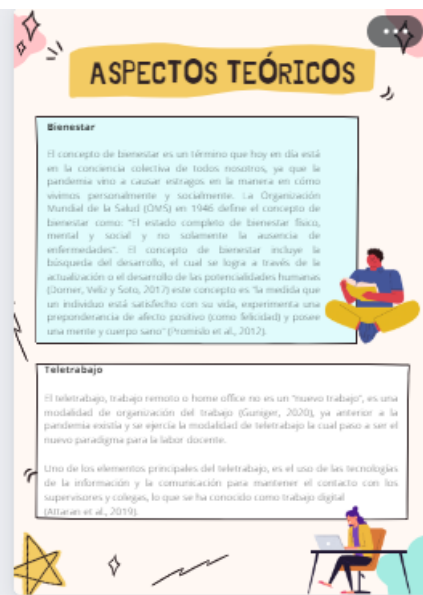 ASPECTOS TEÓRICOS
Bienestar
El concepto de bienestar es un término que hoy en día está
en la conciencia colectiva de todos nosotros, ya que la
pandemia vino a causar estragos en la manera en cómo
vivimos personalmente y socialmente. La Organización
Mundial de la Salud (OMS) en 1946 define el concepto de
bienestar como: "El estado completo de bienestar físico,
mental y social y no solamente la ausencia de
enfermedades". El concepto de bienestar incluye la
búsqueda del desarrollo, el cual se logra a través de la
actualización o el desarrollo de las potencialidades humanas
(Dorner, Veliz y Soto, 2017) este concepto es "la medida que
un individuo está satisfecho con su vida, experimenta una
preponderancia de afecto positivo (como felicidad) y posee
una mente y cuerpo sano" (Promislo et al., 2012).
Teletrabajo
El teletrabajo, trabajo remoto o home office no es un "nuevo trabajo", es una
modalidad de organización del trabajo (Guniger, 2020), ya anterior a la
pandemia existía y se ejercía la modalidad de teletrabajo la cual paso a ser el
nuevo paradigma para la labor docente.
Uno de los elementos principales del teletrabajo, es el uso de las tecnologías
de la información y la comunicación para mantener el contacto con los
supervisores y colegas, lo que se ha conocido como trabajo digital
(Attaran et al., 2019).